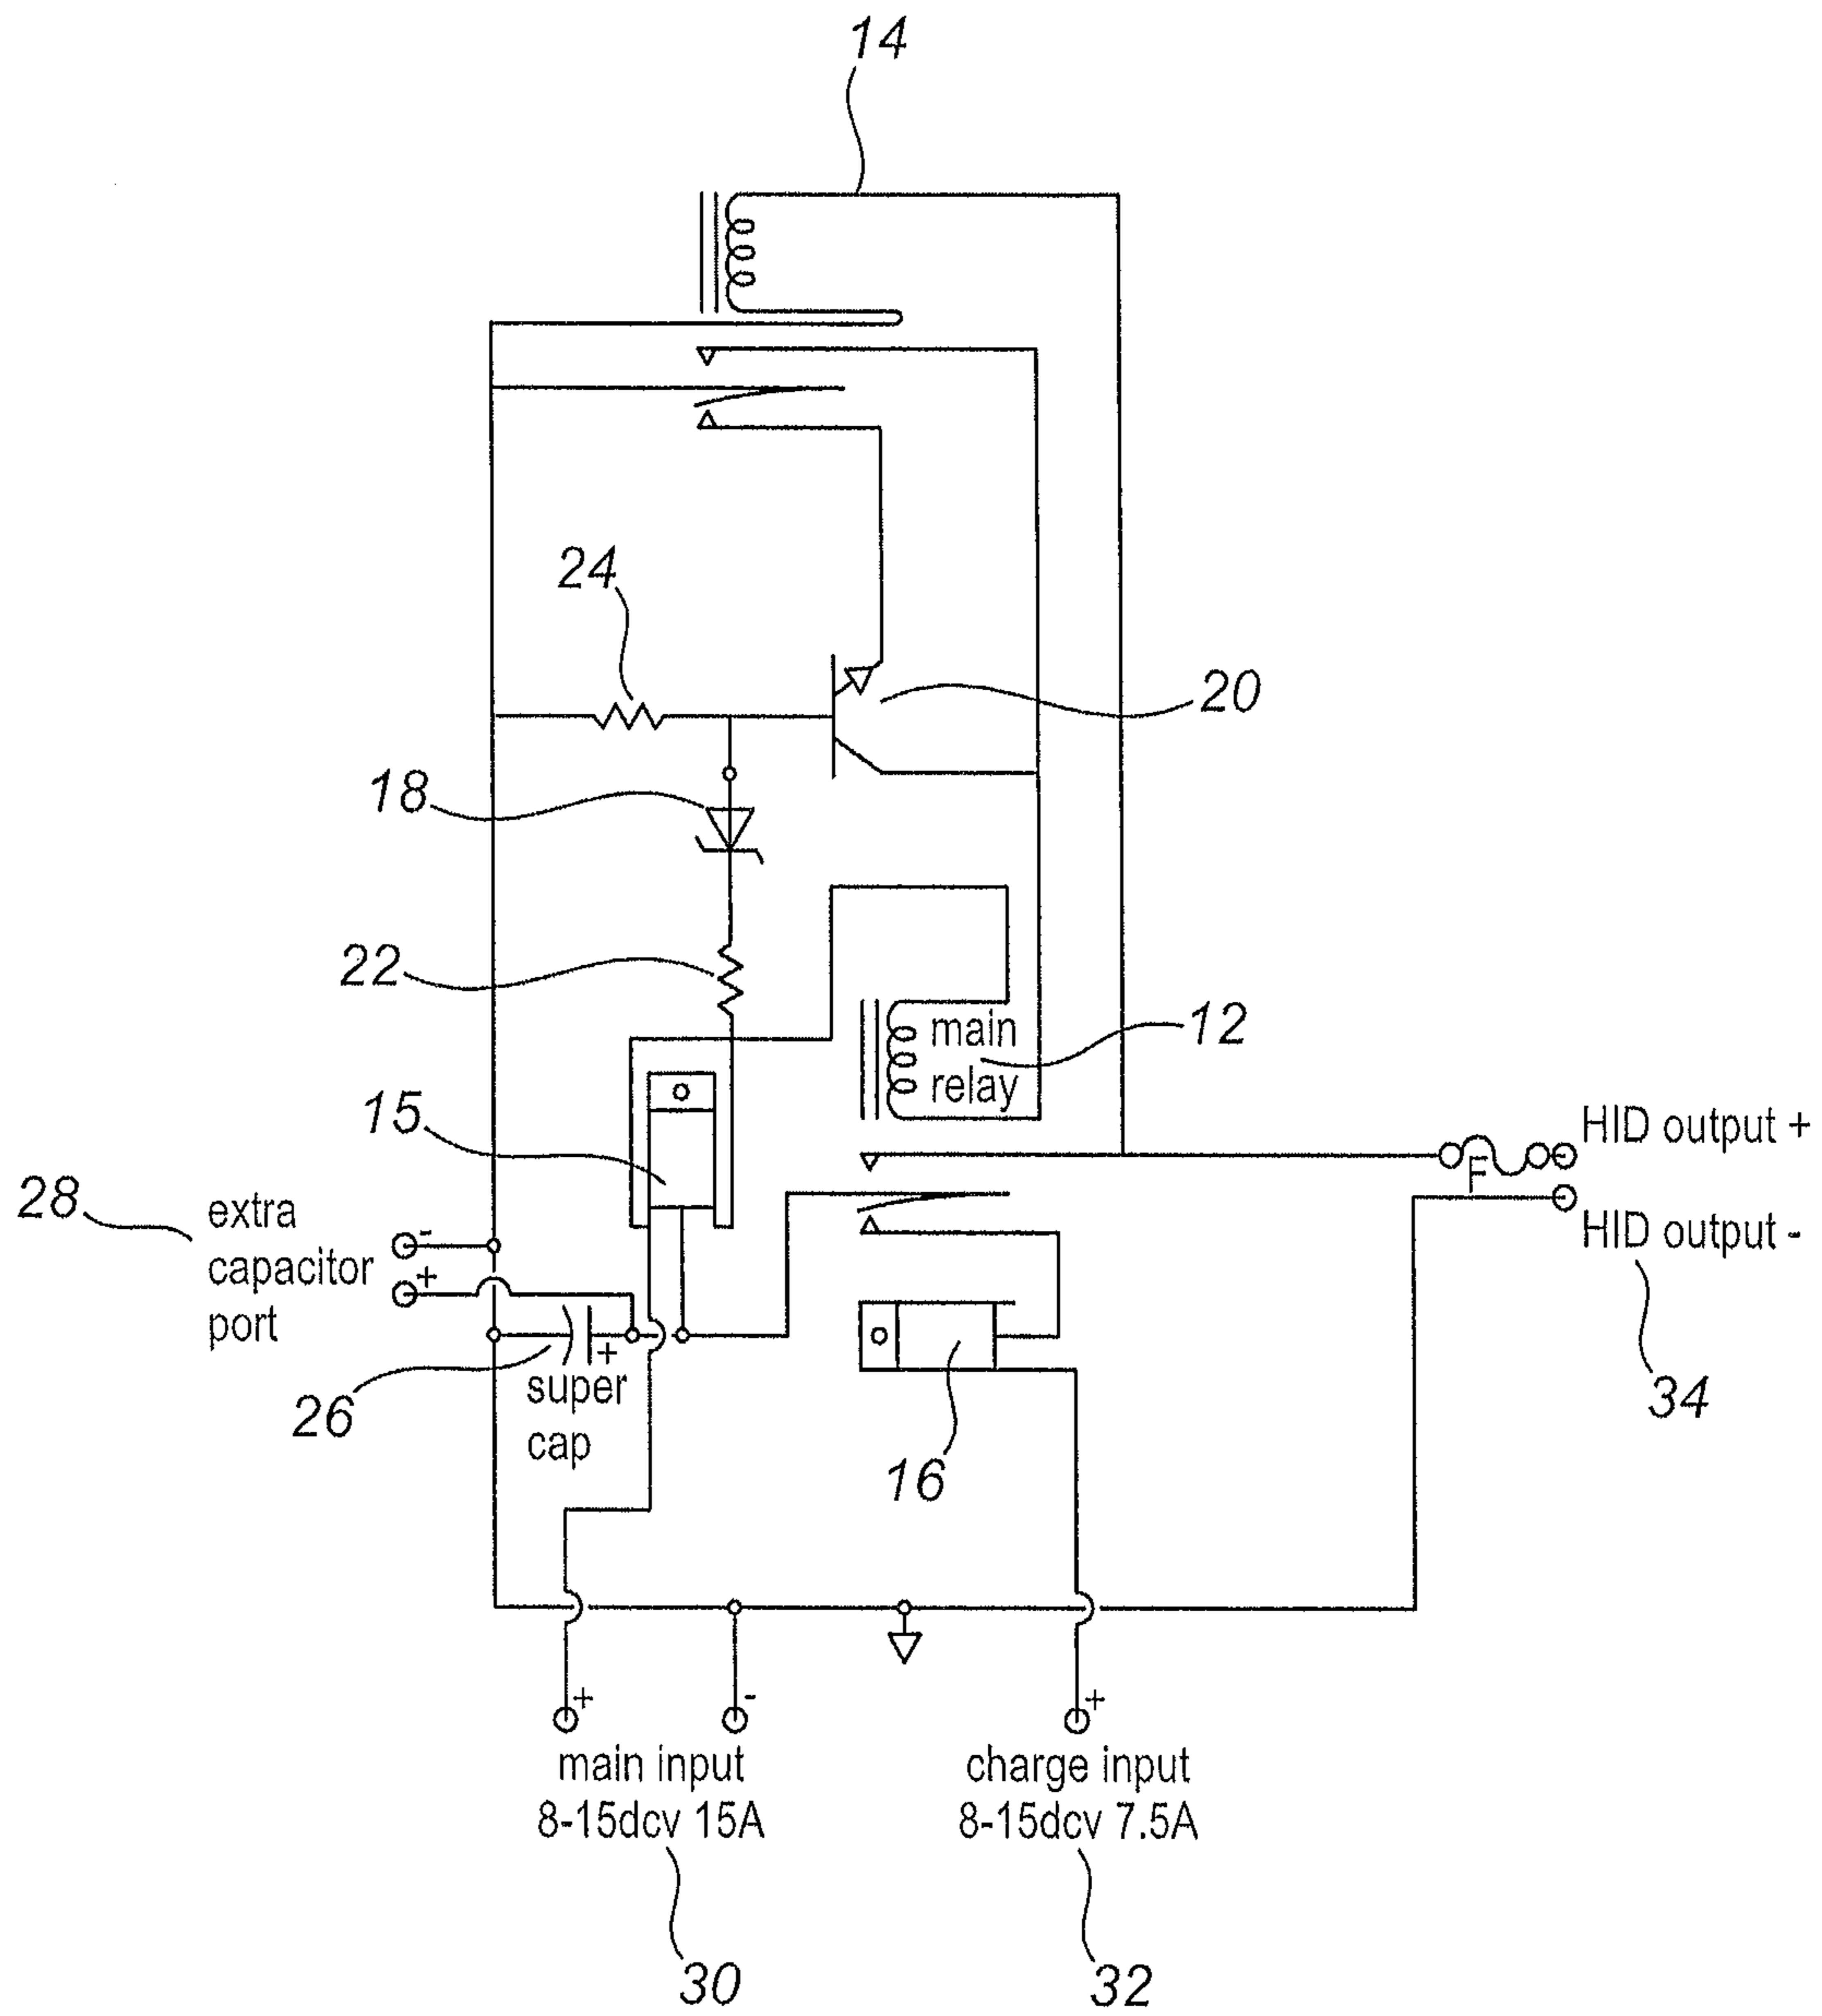 14
24
20
18
22
main
relay
12
15
HID output +
F
HID output -
28
extra
capacitor
port
-
+
+
super
cap
26
16
34
+
-
+
main input
8-15dcv 15A
charge input
8-15dcv 7.5A
30
32